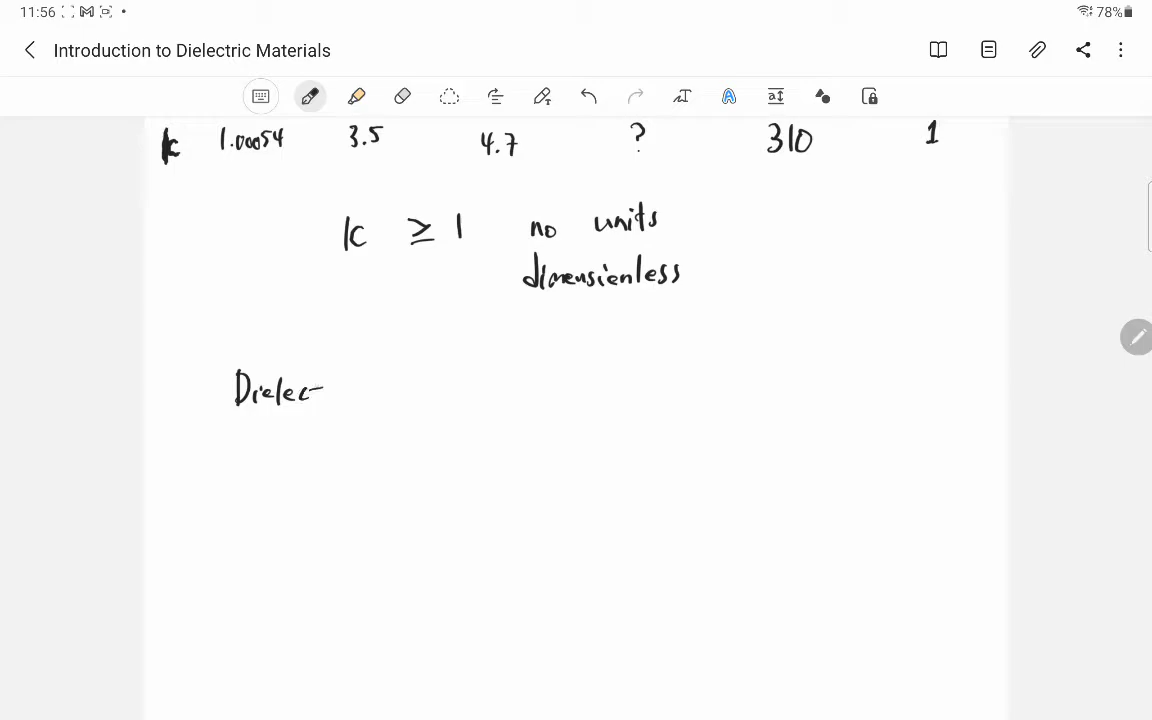 11:56 78%
Introduction to Dielectric Materials
k 1.00054 3.5 4.7 ? 310 1
k ≥ 1 no units
dimensienless
Dielec